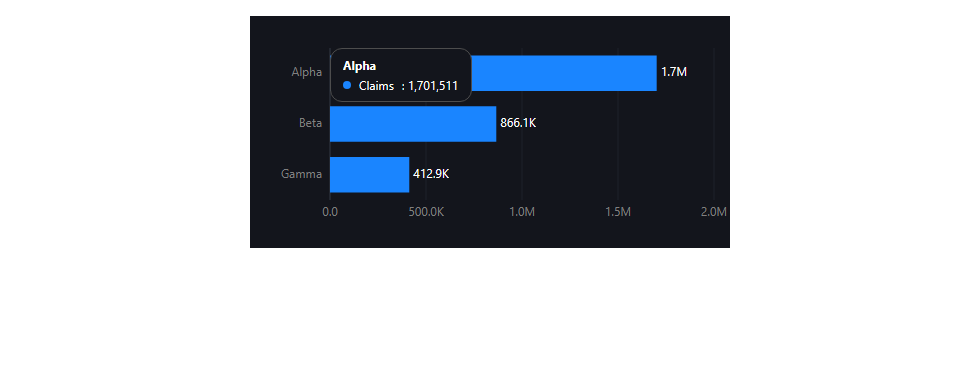 Alpha
Alpha
Claims : 1,701,511
1.7M
Beta
866.1K
Gamma
412.9K
0.0 500.0K 1.0M 1.5M 2.0M